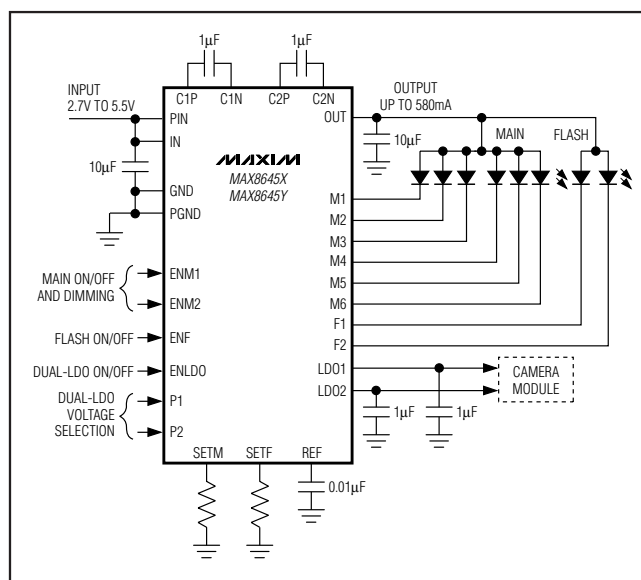 1µF
1µF
INPUT
2.7V TO 5.5V
C1P
C1N
C2P
C2N
OUTPUT
UP TO 580mA
PIN
OUT
IN
10µF
MAXIM
MAX8645X
MAX8645Y
10µF
MAIN
FLASH
GND
PGND
M1
M2
M3
M4
M5
M6
F1
F2
MAIN ON/OFF
AND DIMMING
ENM1
ENM2
FLASH ON/OFF
ENF
DUAL-LDO ON/OFF
ENLDO
DUAL-LDO
VOLTAGE
SELECTION
P1
P2
LDO1
LDO2
CAMERA
MODULE
1µF
1µF
SETM
SETF
REF
0.01µF